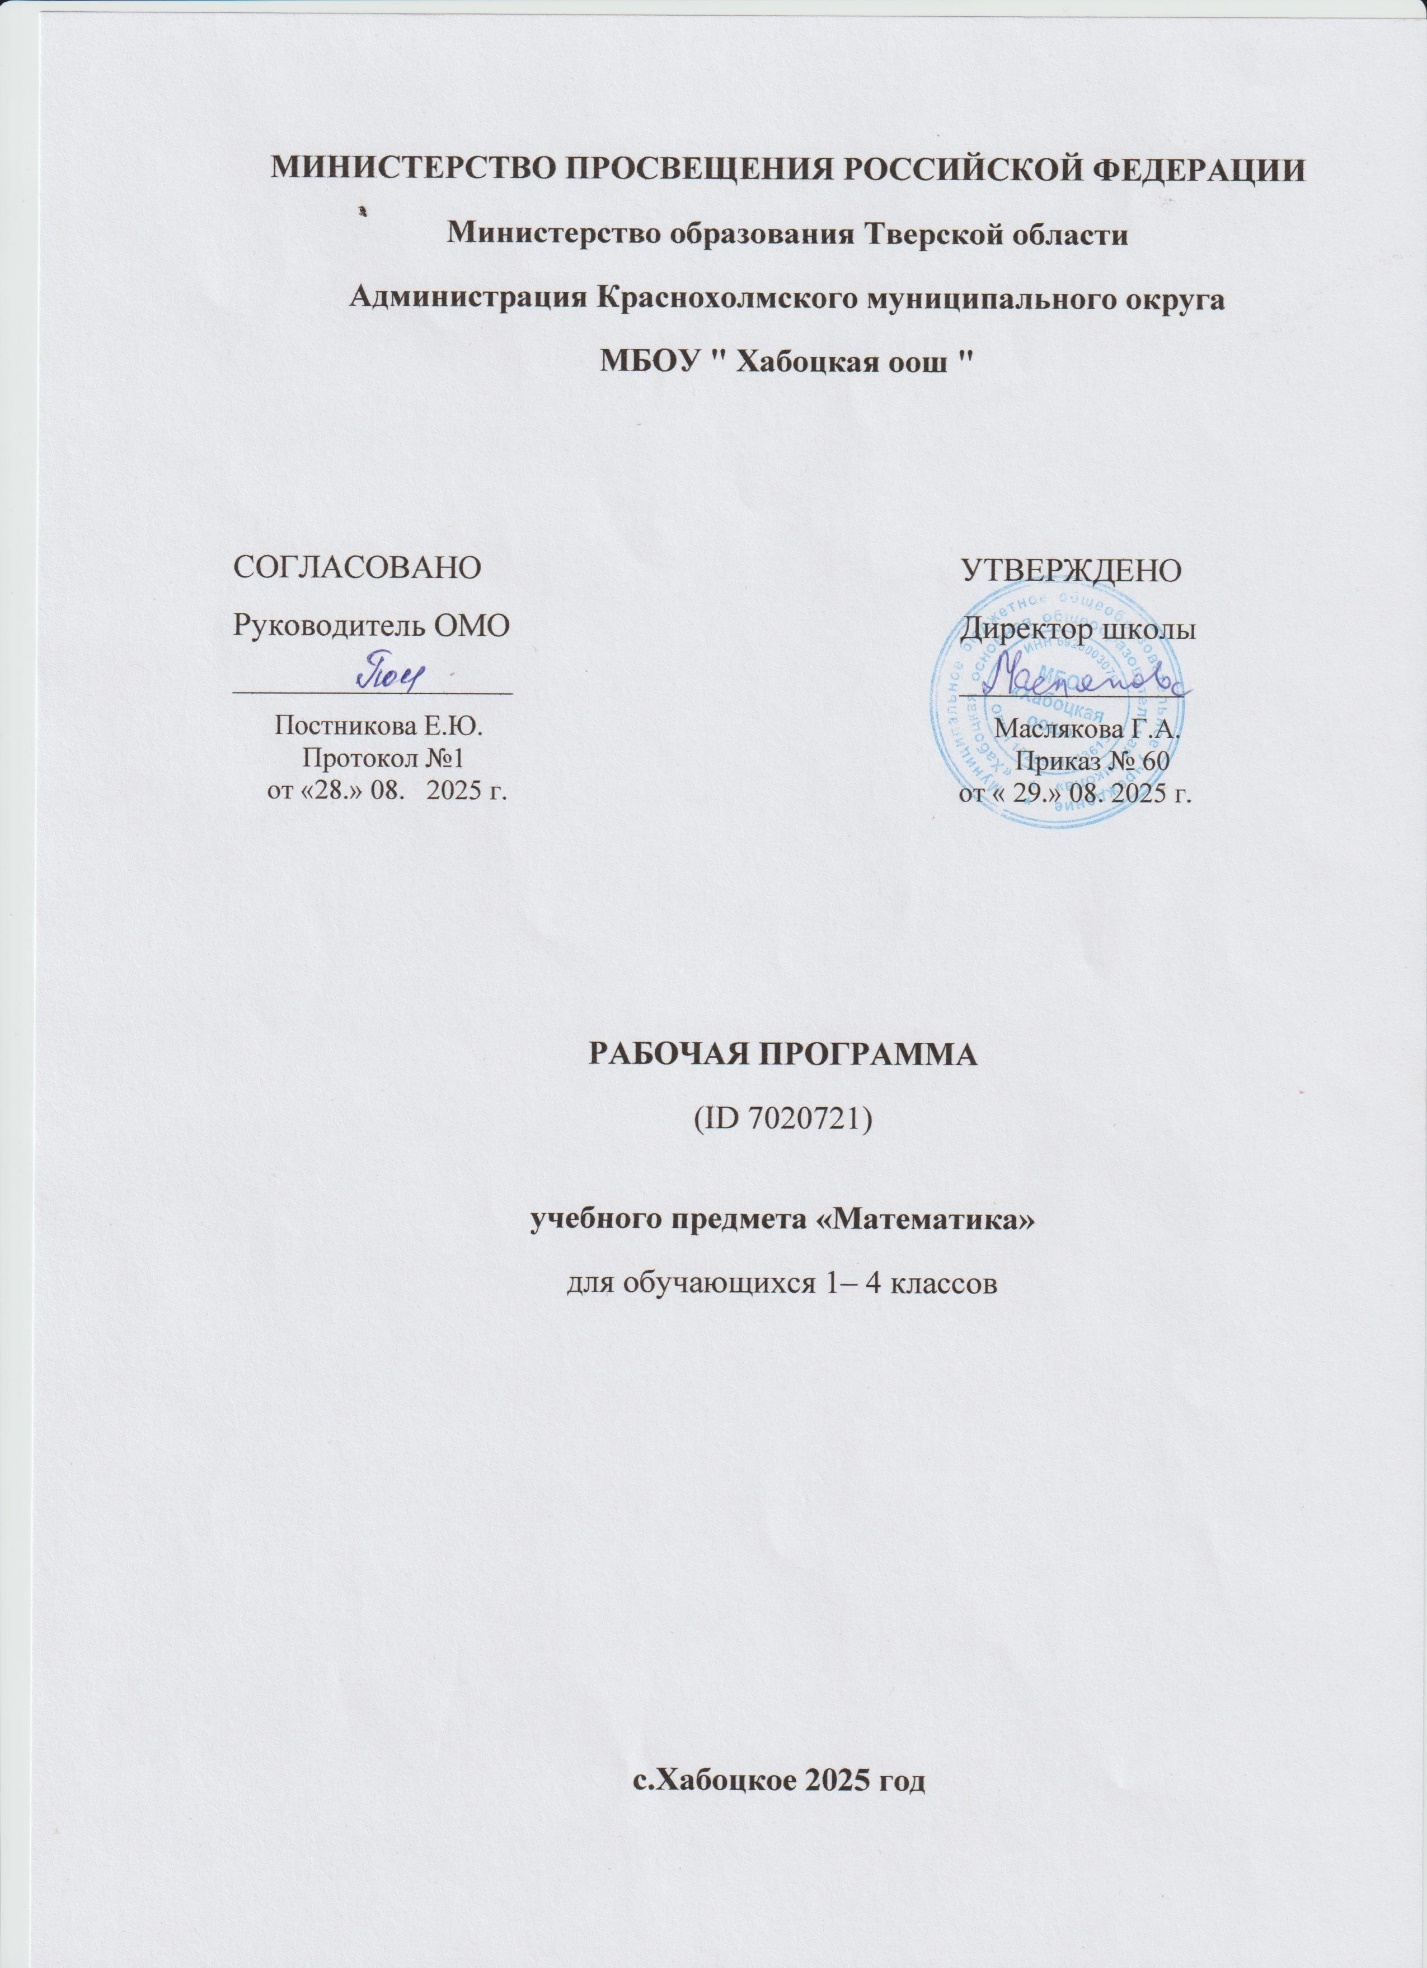 МИНИСТЕРСТВО ПРОСВЕЩЕНИЯ РОССИЙСКОЙ ФЕДЕРАЦИИ
Министерство образования Тверской области
Администрация Краснохолмского муниципального округа
МБОУ " Хабоцкая оош "
СОГЛАСОВАНО
Руководитель ОМО
Постникова Е.Ю.
Протокол №1
от «28.» 08. 2025 г.
УТВЕРЖДЕНО
Директор школы
МБОУ
«Хабоцкая
Маслякова Г.А.
Приказ № 60
от « 29.» 08. 2025 г.
РАБОЧАЯ ПРОГРАММА
(ID 7020721)
учебного предмета «Математика»
для обучающихся 1– 4 классов
с.Хабоцкое 2025 год